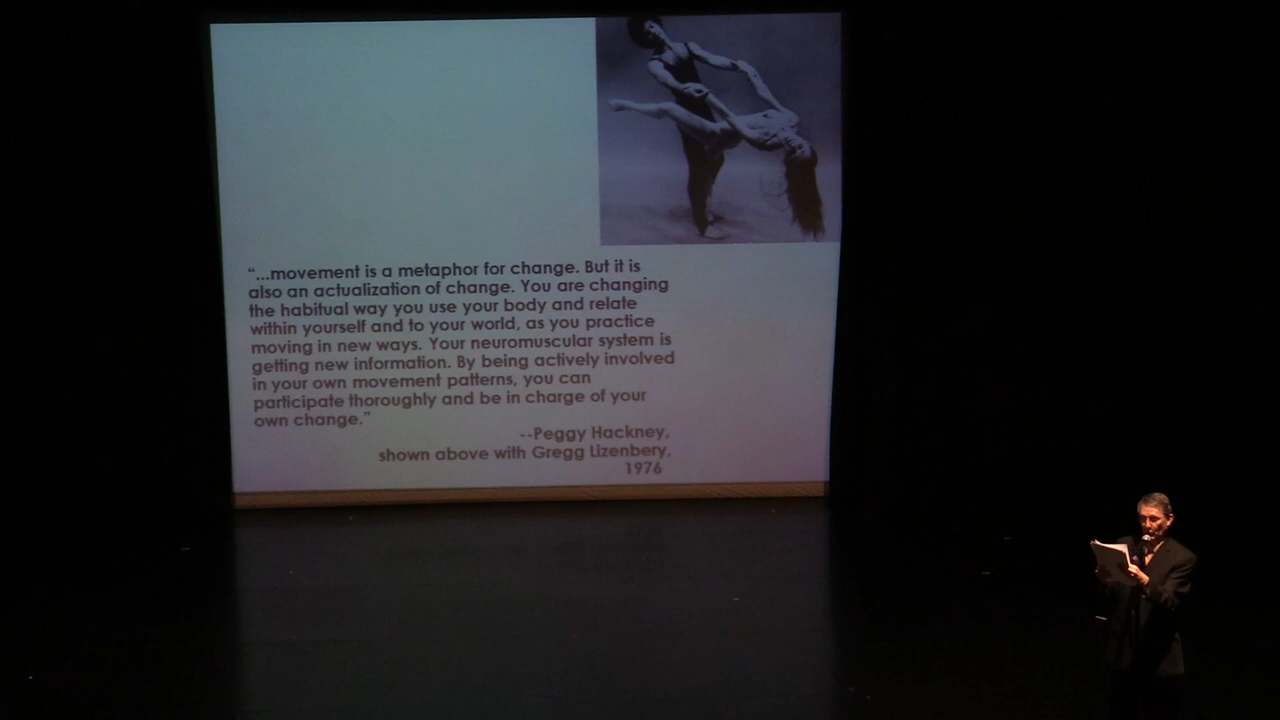 “...movement is a metaphor for change. But it is
also an actualization of change. You are changing
the habitual way you use your body and relate
within yourself and to your world, as you practice
moving in new ways. Your neuromuscular system is
getting new information. By being actively involved
in your own movement patterns, you can
participate thoroughly and be in charge of your
own change.”
--Peggy Hackney,
shown above with Gregg Lizenbery,
1976